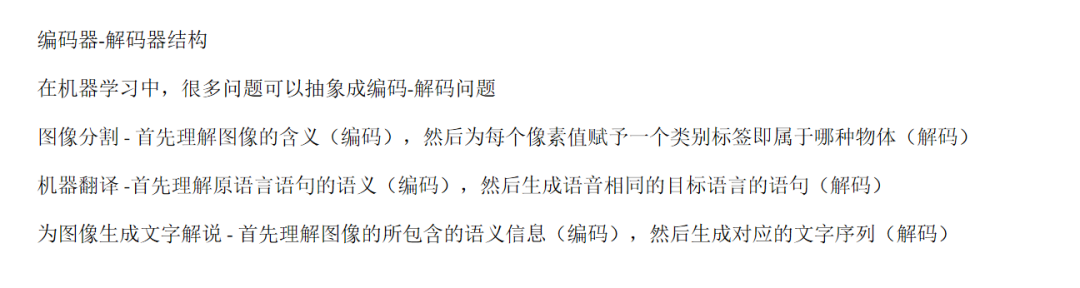 编码器-解码器结构
在机器学习中，很多问题可以抽象成编码-解码问题
图像分割 - 首先理解图像的含义（编码），然后为每个像素值赋予一个类别标签即属于哪种物体（解码）
机器翻译 -首先理解原语言语句的语义（编码），然后生成语音相同的目标语言的语句（解码）
为图像生成文字解说 - 首先理解图像的所包含的语义信息（编码），然后生成对应的文字序列（解码）